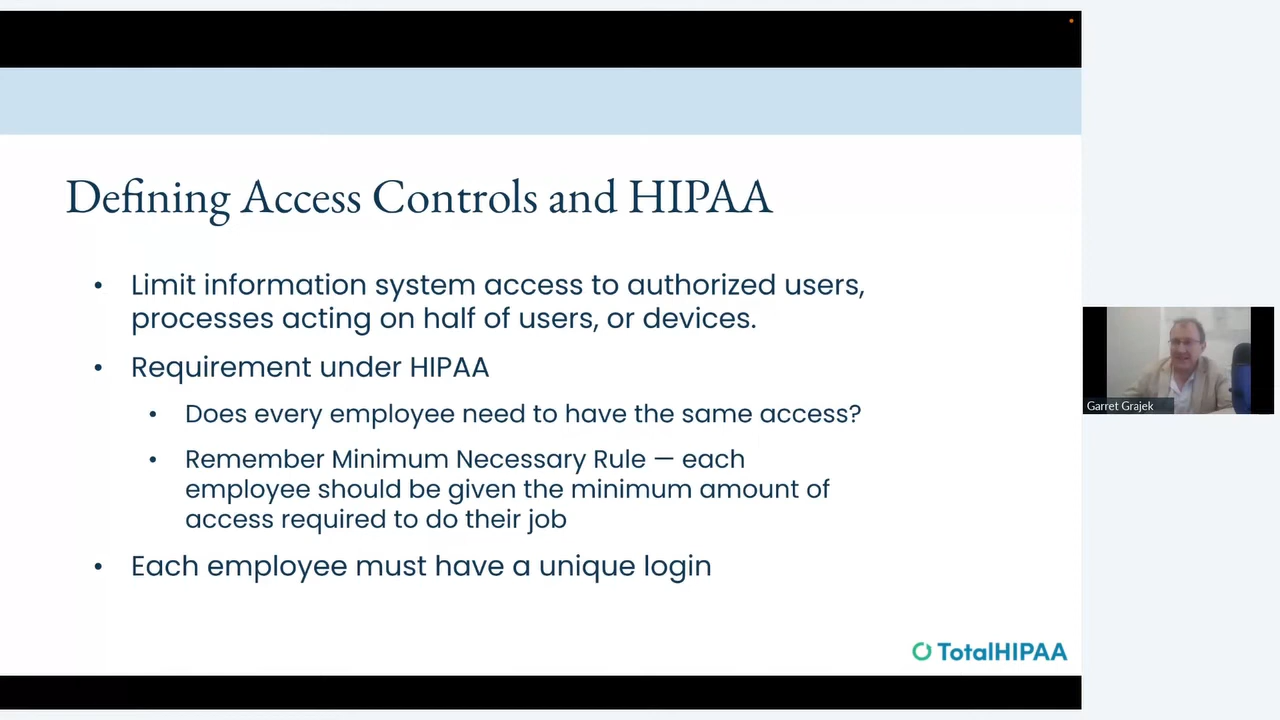 Defining Access Controls and HIPAA
• Limit information system access to authorized users,
processes acting on half of users, or devices.
• Requirement under HIPAA
• Does every employee need to have the same access?
• Remember Minimum Necessary Rule — each
employee should be given the minimum amount of
access required to do their job
• Each employee must have a unique login
TotalHIPAA
Garret Grajek